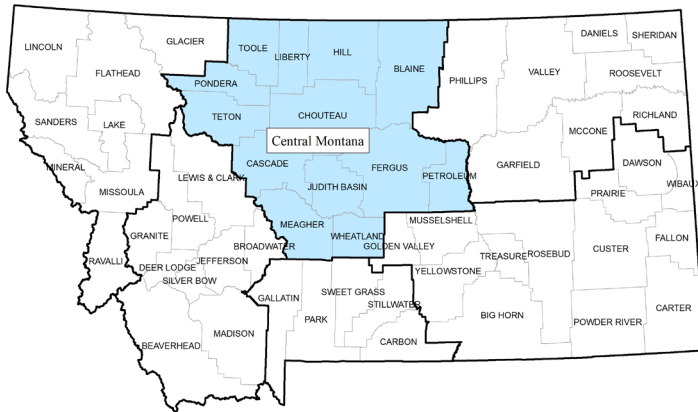 LINCOLN
GLACIER
FLATHEAD
TOOLE
LIBERTY
HILL
BLAINE
PHILLIPS
VALLEY
DANIELS
SHERIDAN
ROOSEVELT
PONDERA
SANDERS
LAKE
TETON
CHOUTEAU
RICHLAND
MCCONE
Central Montana
MINERAL
MISSOULA
LEWIS & CLARK
CASCADE
JUDITH BASIN
FERGUS
PETROLEUM
GARFIELD
DAWSON
PRAIRIE
WIBAUX
POWELL
MEAGHER
WHEATLAND
MUSSELSHELL
GRANITE
BROADWATER
GOLDEN VALLEY
TREASURE
ROSEBUD
CUSTER
FALLON
RAVALLI
DEER LODGE
JEFFERSON
SILVER BOW
YELLOWSTONE
GALLATIN
PARK
SWEET GRASS
STILLWATER
BIG HORN
POWDER RIVER
CARTER
BEAVERHEAD
MADISON
CARBON